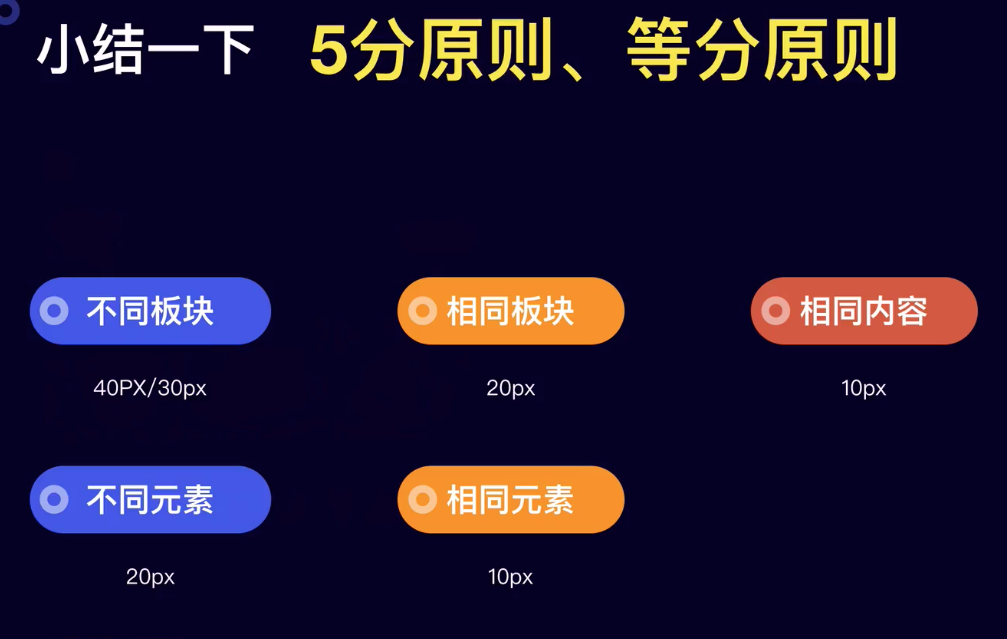 小结一下 5分原则、等分原则
不同板块 相同板块 相同内容
40PX/30px 20px 10px
不同元素 相同元素
20px 10px